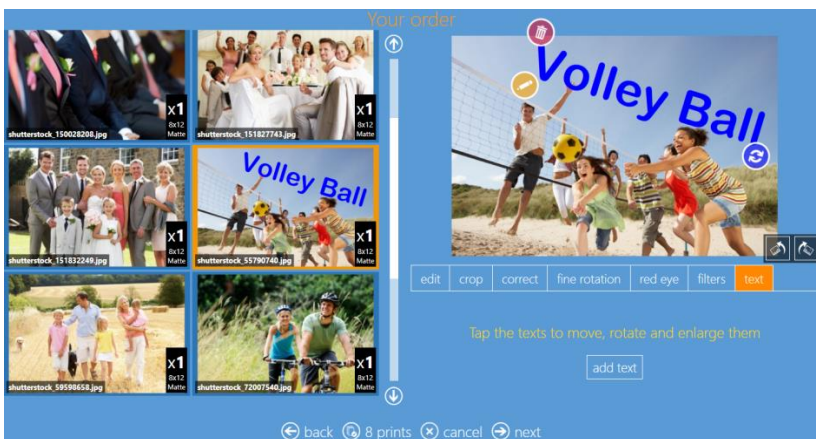 Your order
shutterstock_150028208.jpg
x1
8x12
Matte
shutterstock_151827743.jpg
x1
8x12
Matte
shutterstock_151832249.jpg
x1
8x12
Matte
Volley Ball
shutterstock_55790740.jpg
x1
8x12
Matte
shutterstock_59598658.jpg
x1
8x12
Matte
shutterstock_72007540.jpg
x1
8x12
Matte
Volley Ball
edit crop correct fine rotation red eye filters text
Tap the texts to move, rotate and enlarge them
add text
back 8 prints cancel next